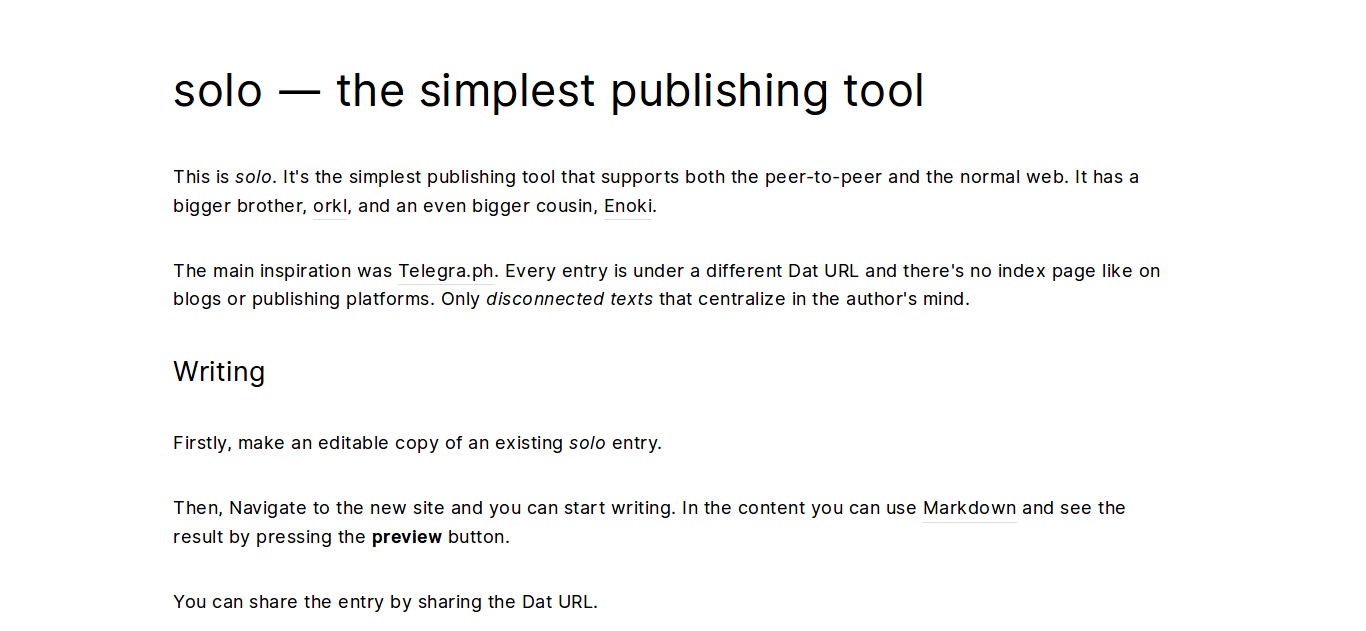 solo — the simplest publishing tool
This is solo. It's the simplest publishing tool that supports both the peer-to-peer and the normal web. It has a
bigger brother, orkl, and an even bigger cousin, Enoki.
The main inspiration was Telegra.ph. Every entry is under a different Dat URL and there's no index page like on
blogs or publishing platforms. Only disconnected texts that centralize in the author's mind.
Writing
Firstly, make an editable copy of an existing solo entry.
Then, Navigate to the new site and you can start writing. In the content you can use Markdown and see the
result by pressing the preview button.
You can share the entry by sharing the Dat URL.